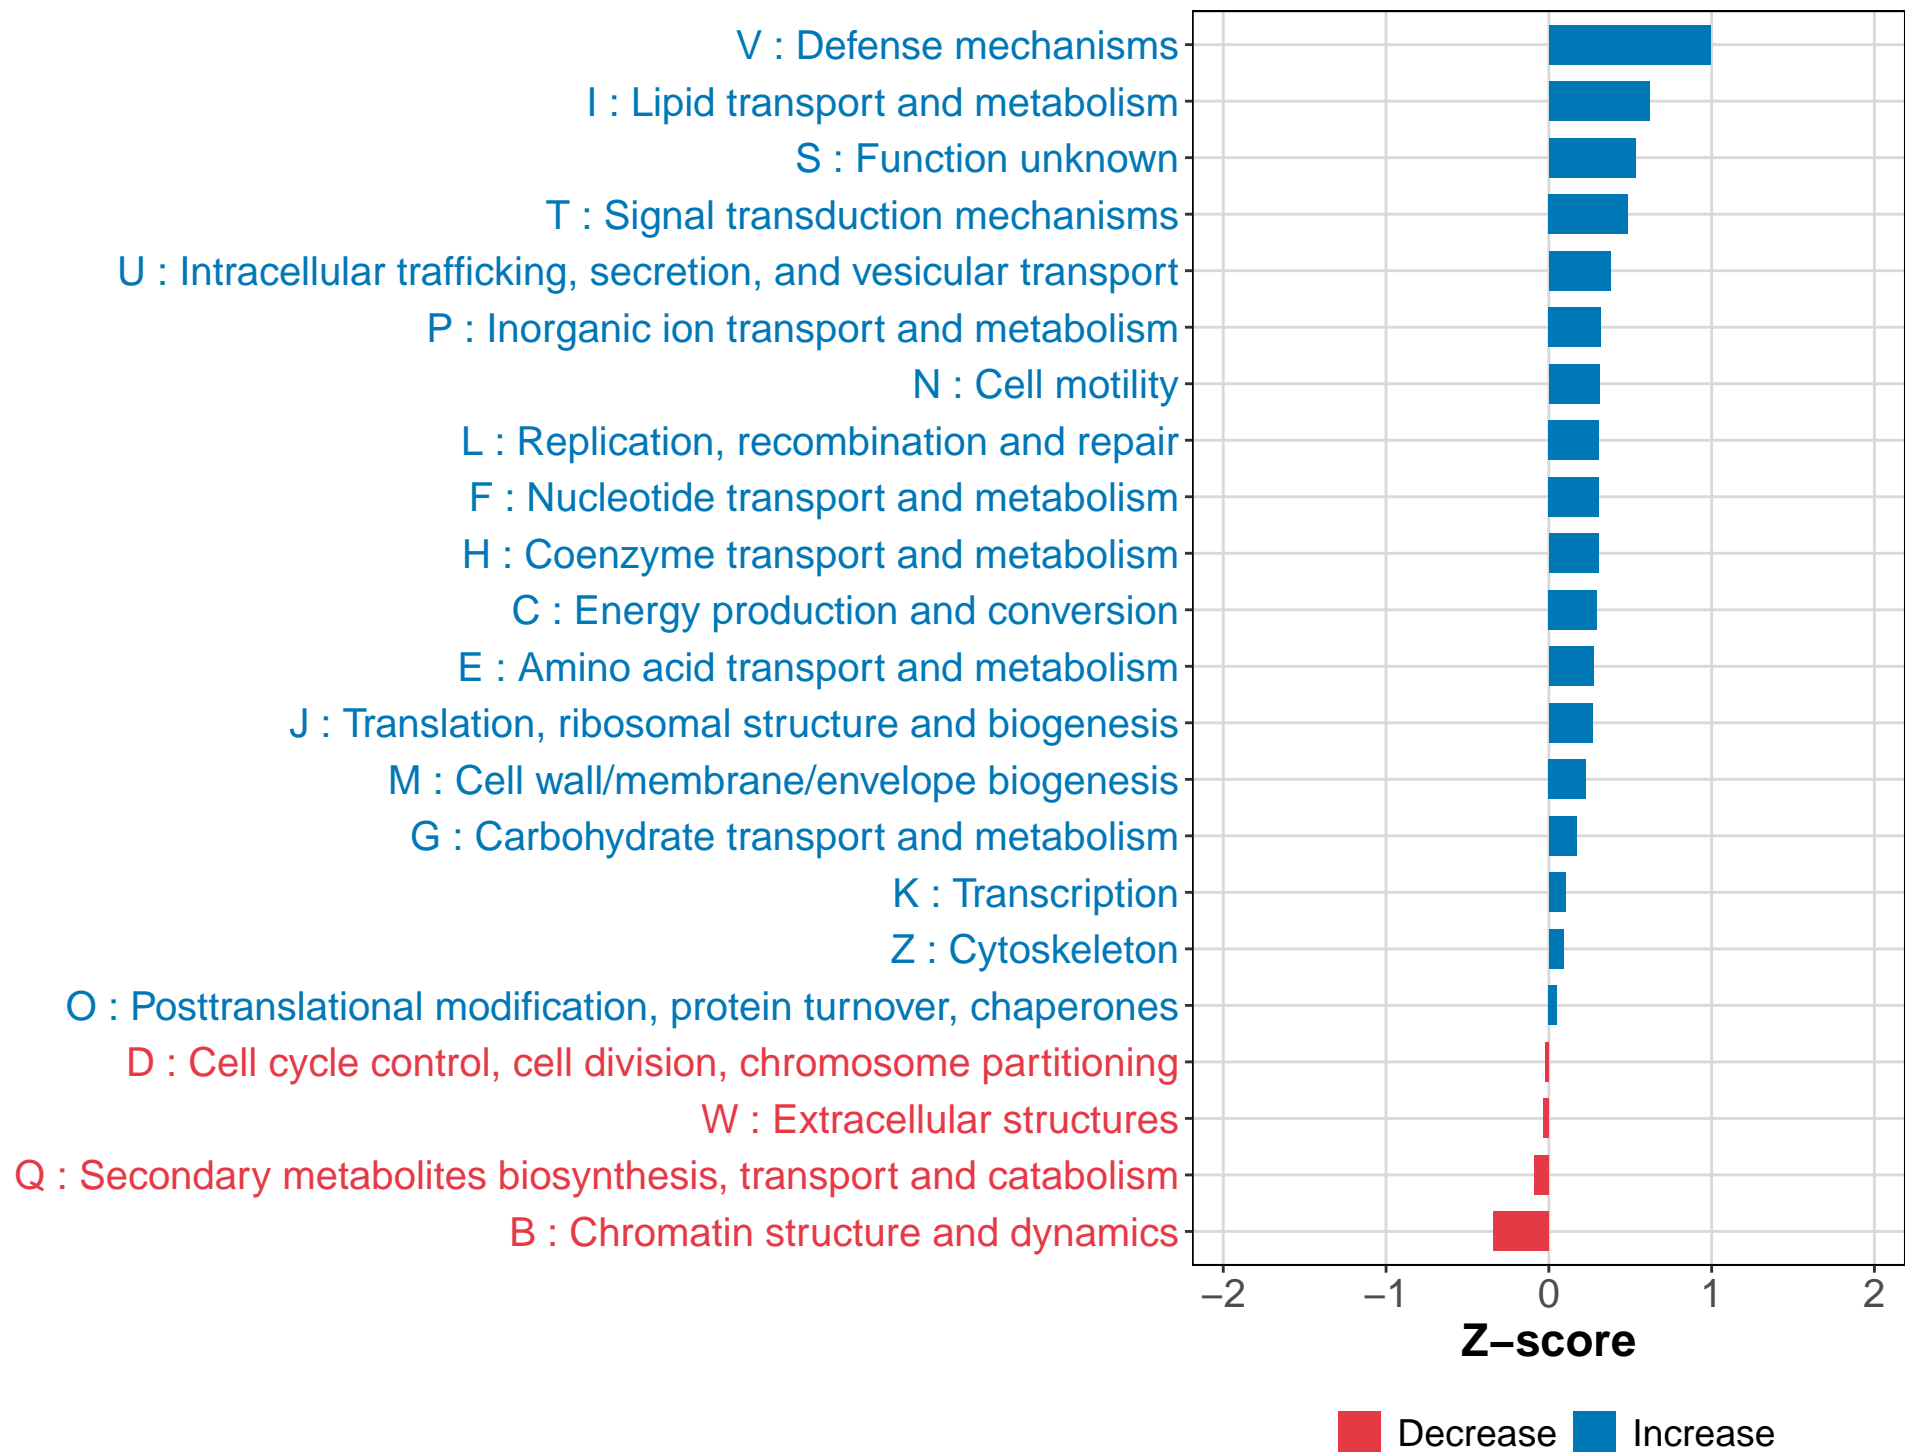 V : Defense mechanisms
I : Lipid transport and metabolism
S : Function unknown
T : Signal transduction mechanisms
U : Intracellular trafficking, secretion, and vesicular transport
P : Inorganic ion transport and metabolism
N : Cell motility
L : Replication, recombination and repair
F : Nucleotide transport and metabolism
H : Coenzyme transport and metabolism
C : Energy production and conversion
E : Amino acid transport and metabolism
J : Translation, ribosomal structure and biogenesis
M : Cell wall/membrane/envelope biogenesis
G : Carbohydrate transport and metabolism
K : Transcription
Z : Cytoskeleton
O : Posttranslational modification, protein turnover, chaperones
D : Cell cycle control, cell division, chromosome partitioning
W : Extracellular structures
Q : Secondary metabolites biosynthesis, transport and catabolism
B : Chromatin structure and dynamics
−2 −1 0 1 2
Z−score
Decrease Increase